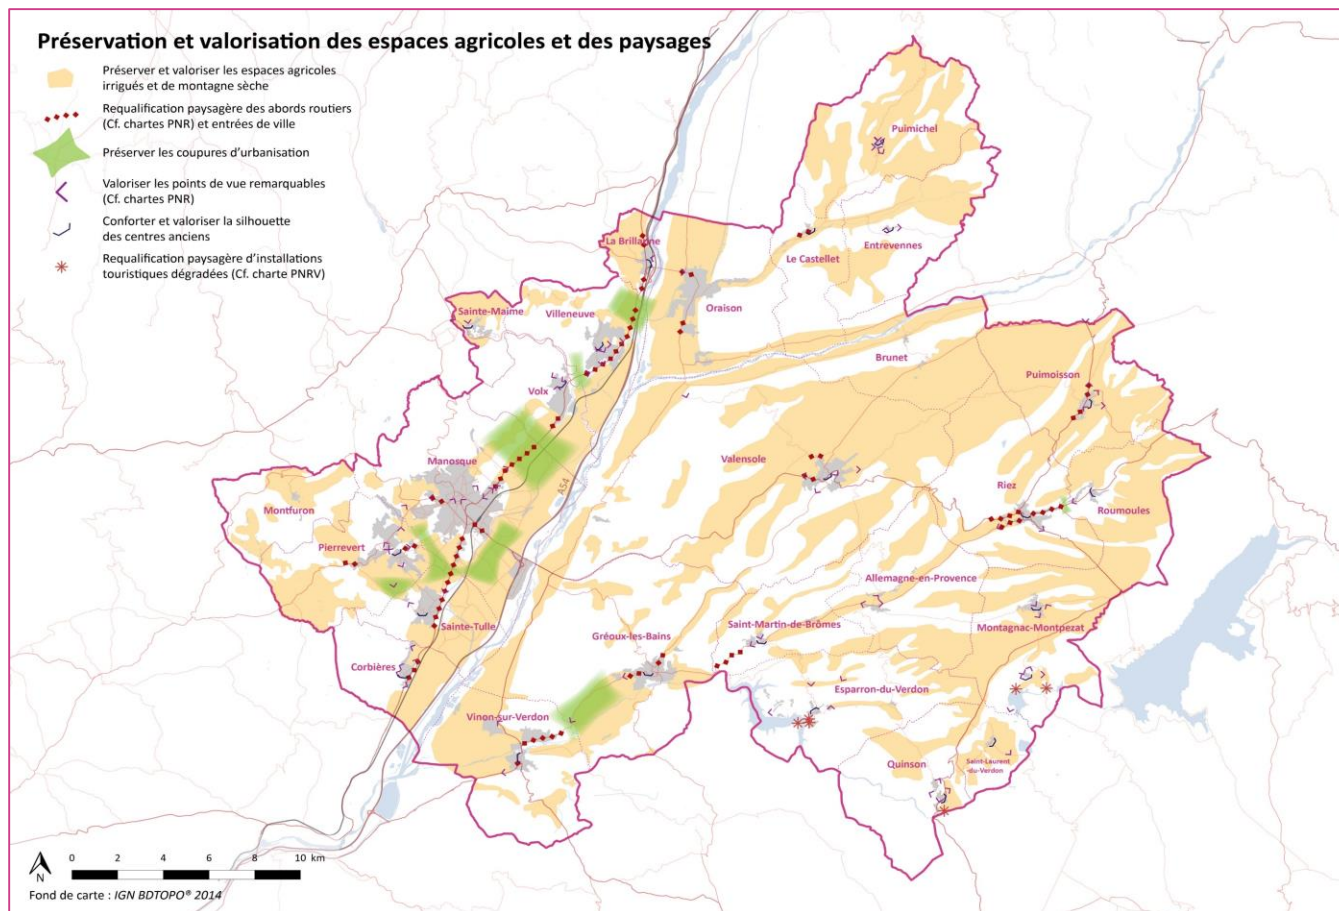 Préservation et valorisation des espaces agricoles et des paysages
Préserver et valoriser les espaces agricoles
irrigués et de montagne sèche
Requalification paysagère des abords routiers
(Cf. chartes PNR) et entrées de ville
Préserver les coupures d'urbanisation
Valoriser les points de vue remarquables
(Cf. chartes PNR)
Conforter et valoriser la silhouette
des centres anciens
Requalification paysagère d'installations
touristiques dégradées (Cf. charte PNRV)
Puimichel
La Brillanne
Entrevennes
Le Castellet
Oraison
Sainte-Maime
Villeneuve
Brunet
Puimoisson
Volx
Manosque
Valensole
A54
Riez
Montfuron
Roumoules
Pierrevert
Allemagne-en-Provence
Sainte-Tulle
Saint-Martin-de-Brômes
Montagnac-Montpezat
Gréoux-les-Bains
Corbières
Esparron-du-Verdon
Vinon-sur-Verdon
Quinson
Saint-Laurent
-du-Verdon
N
0 2 4 6 8 10 km
Fond de carte : IGN BDTOPO® 2014